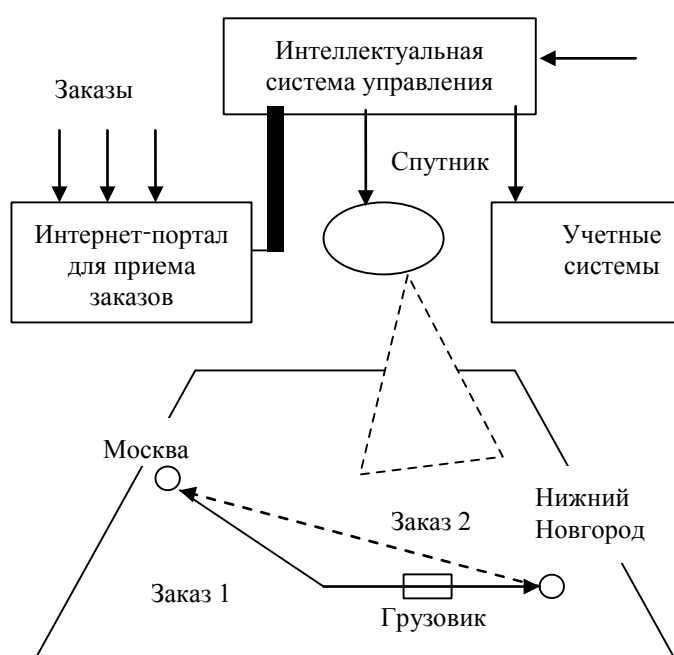 Интеллектуальная
система управления
Заказы
Спутник
Интернет-портал
для приема
заказов
Учетные
системы
Москва
Нижний
Новгород
Заказ 2
Заказ 1
Грузовик